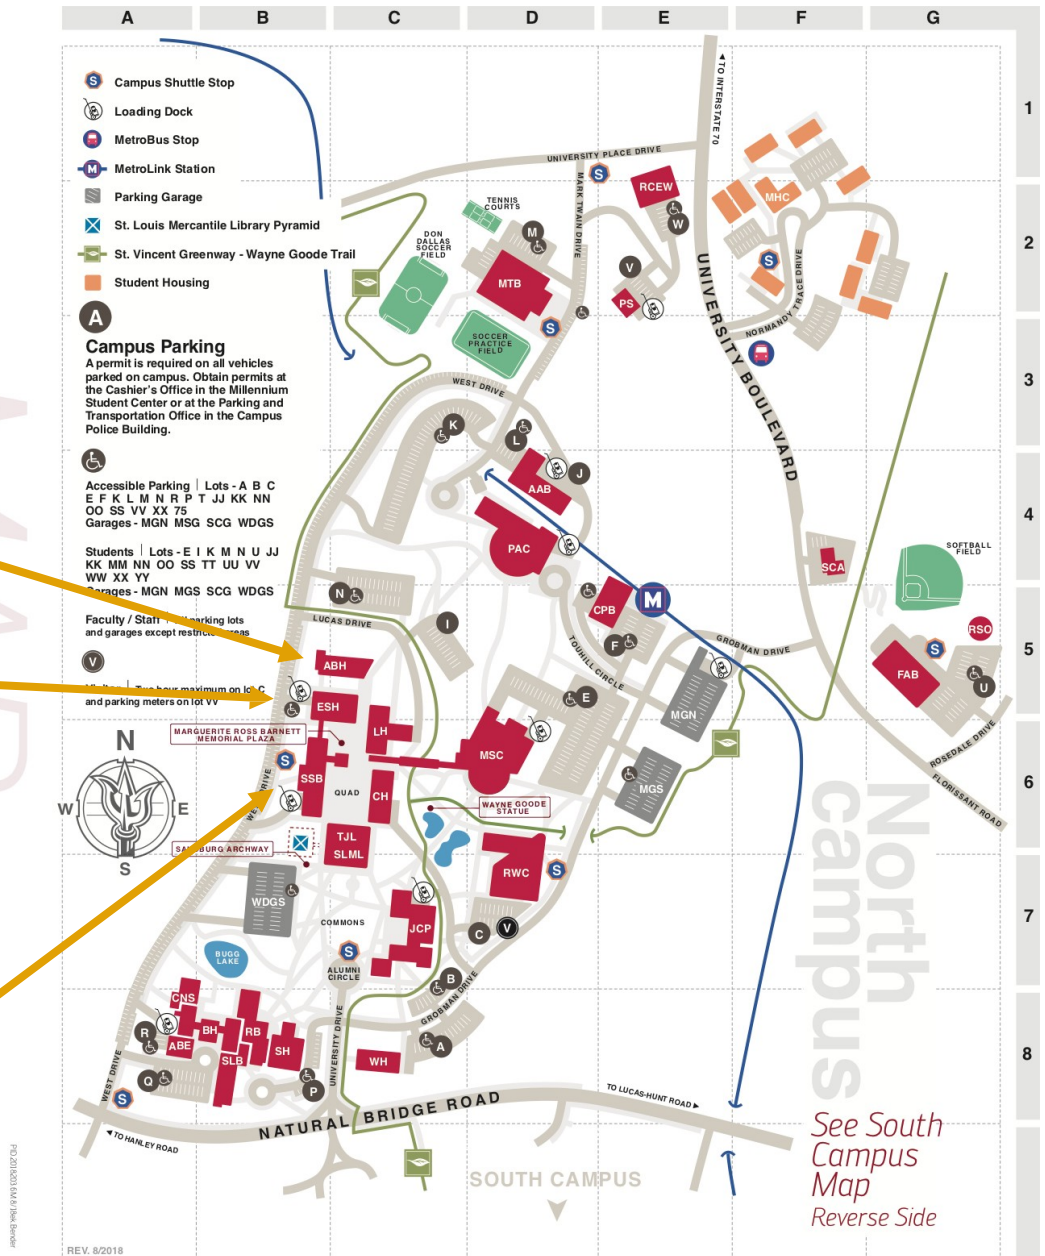 A B C D E F G
1
2
3
4
5
6
7
8
S Campus Shuttle Stop
Loading Dock
MetroBus Stop
M MetroLink Station
Parking Garage
St. Louis Mercantile Library Pyramid
St. Vincent Greenway - Wayne Goode Trail
Student Housing
A
Campus Parking
A permit is required on all vehicles
parked on campus. Obtain permits at
the Cashier's Office in the Millennium
Student Center or at the Parking and
Transportation Office in the Campus
Police Building.
Accessible Parking | Lots - A B C
E F K L M N R P T JJ KK NN
OO SS VV XX 75
Garages - MGN MSG SCG WDGS
Students | Lots - E I K M N U JJ
KK MM NN OO SS TT UU VV
WW XX YY
Garages - MGN MGS SCG WDGS
Faculty / Staff parking lots
and garages except restricted areas
V
Two hour maximum on lot C
and parking meters on lot VV
N
W E
S
TO INTERSTATE 70
UNIVERSITY PLACE DRIVE
MARK TWAIN DRIVE
S
RCEW
W
MHC
S
NORMANDY TRACE DRIVE
UNIVERSITY BOULEVARD
TENNIS
COURTS
M
DON
DALLAS
SOCCER
FIELD
MTB
V
PS
S
SOCCER
PRACTICE
FIELD
WEST DRIVE
K
L
J
AAB
PAC
SCA
SOFTBALL
FIELD
N
LUCAS DRIVE
I
CPB
M
F
TOUHILL CIRCLE
GROBMAN DRIVE
RSO
S
FAB
U
ROSEDALE DRIVE
FLORISSANT ROAD
ABH
ESH
LH
E
MGN
MARGUERITE ROSS BARNETT
MEMORIAL PLAZA
MSC
S
SSB
QUAD
CH
MGS
WAYNE GOODE
STATUE
TJL
SLML
ARCHWAY
RWC
S
WDGS
COMMONS
JCP
C
V
BUGG
LAKE
S
ALUMNI
CIRCLE
B
GROBMAN DRIVE
A
CNS
R
ABE
BH
RB
SLB
SH
WH
Q
P
S
WEST DRIVE
UNIVERSITY DRIVE
NATURAL BRIDGE ROAD
TO HANLEY ROAD
TO LUCAS-HUNT ROAD
North
campus
See South
Campus
Map
Reverse Side
SOUTH CAMPUS
REV. 8/2018